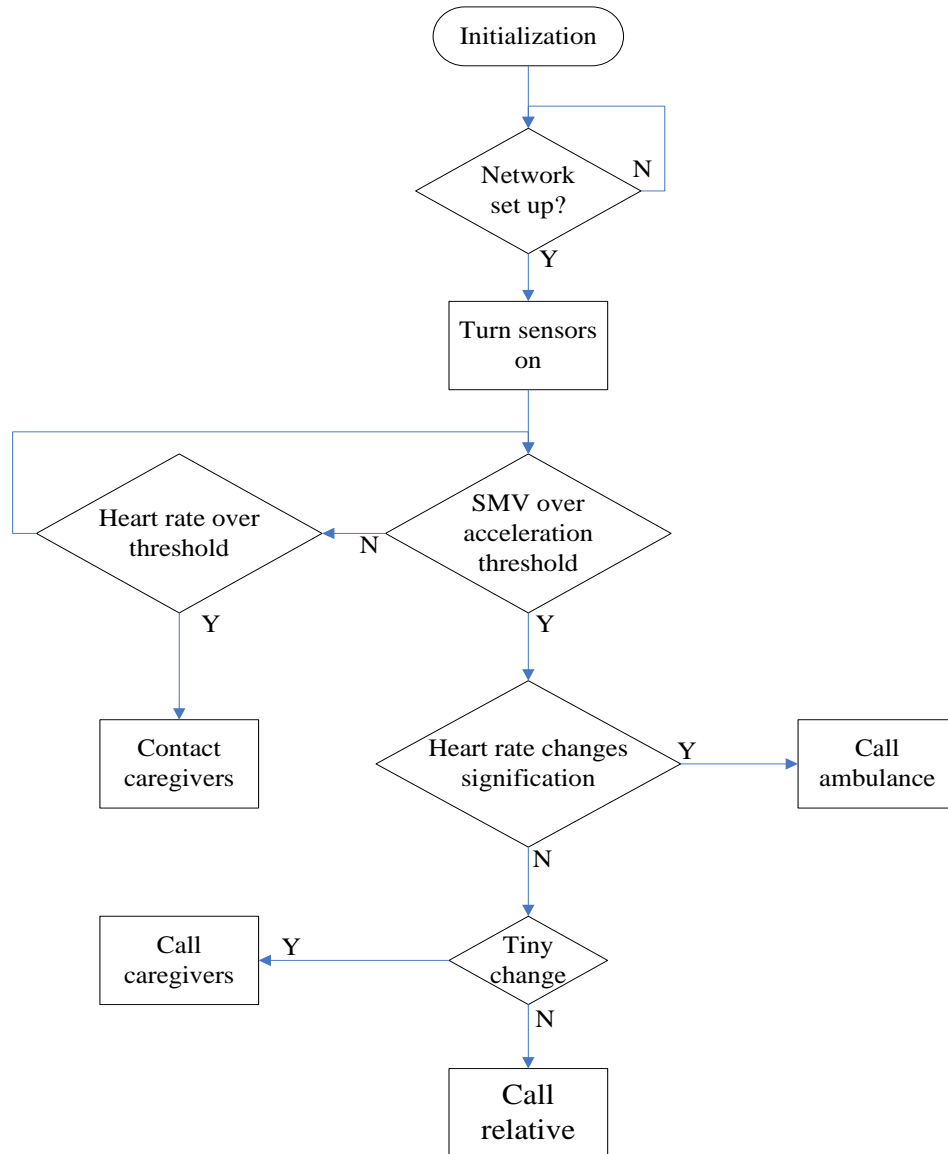 Initialization
Network
set up?
N
Y
Turn sensors
on
SMV over
acceleration
threshold
N
Heart rate over
threshold
Y
Contact
caregivers
Y
Heart rate changes
signification
Y
Call
ambulance
N
Tiny
change
Y
Call
caregivers
N
Call
relative